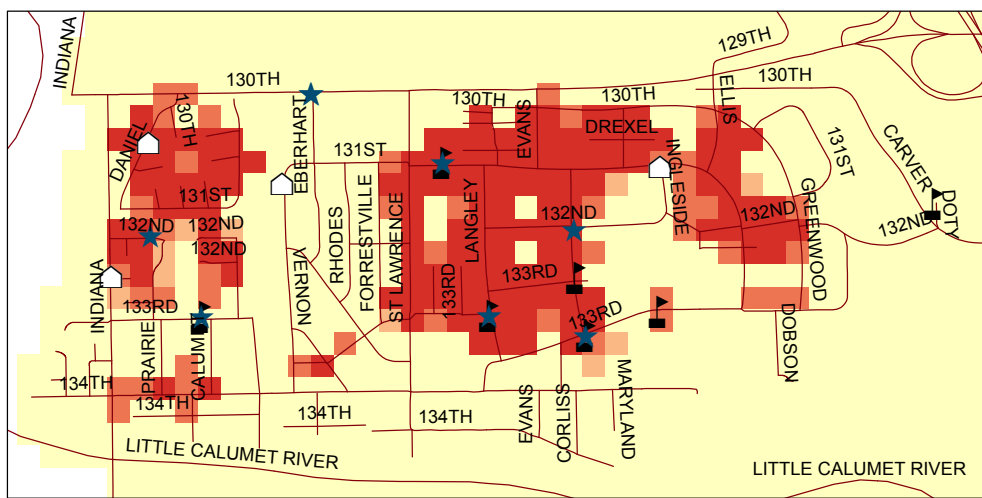 INDIANA
129TH
130TH
130TH
130TH
130TH
130TH
ELLIS
EVANS
DREXEL
DANIEL
EBERHART
131ST
131ST
131ST
INGLESIDE
CARVER
DOTY
132ND
132ND
132ND
132ND
132ND
132ND
GREENWOOD
RHODES
FORRESTVILLE
ST LAWRENCE
LANGLEY
VERNON
INDIANA
133RD
133RD
133RD
133RD
PRAIRIE
CALUMET
DOBSON
MARYLAND
134TH
134TH
134TH
134TH
EVANS
CORLISS
LITTLE CALUMET RIVER
LITTLE CALUMET RIVER